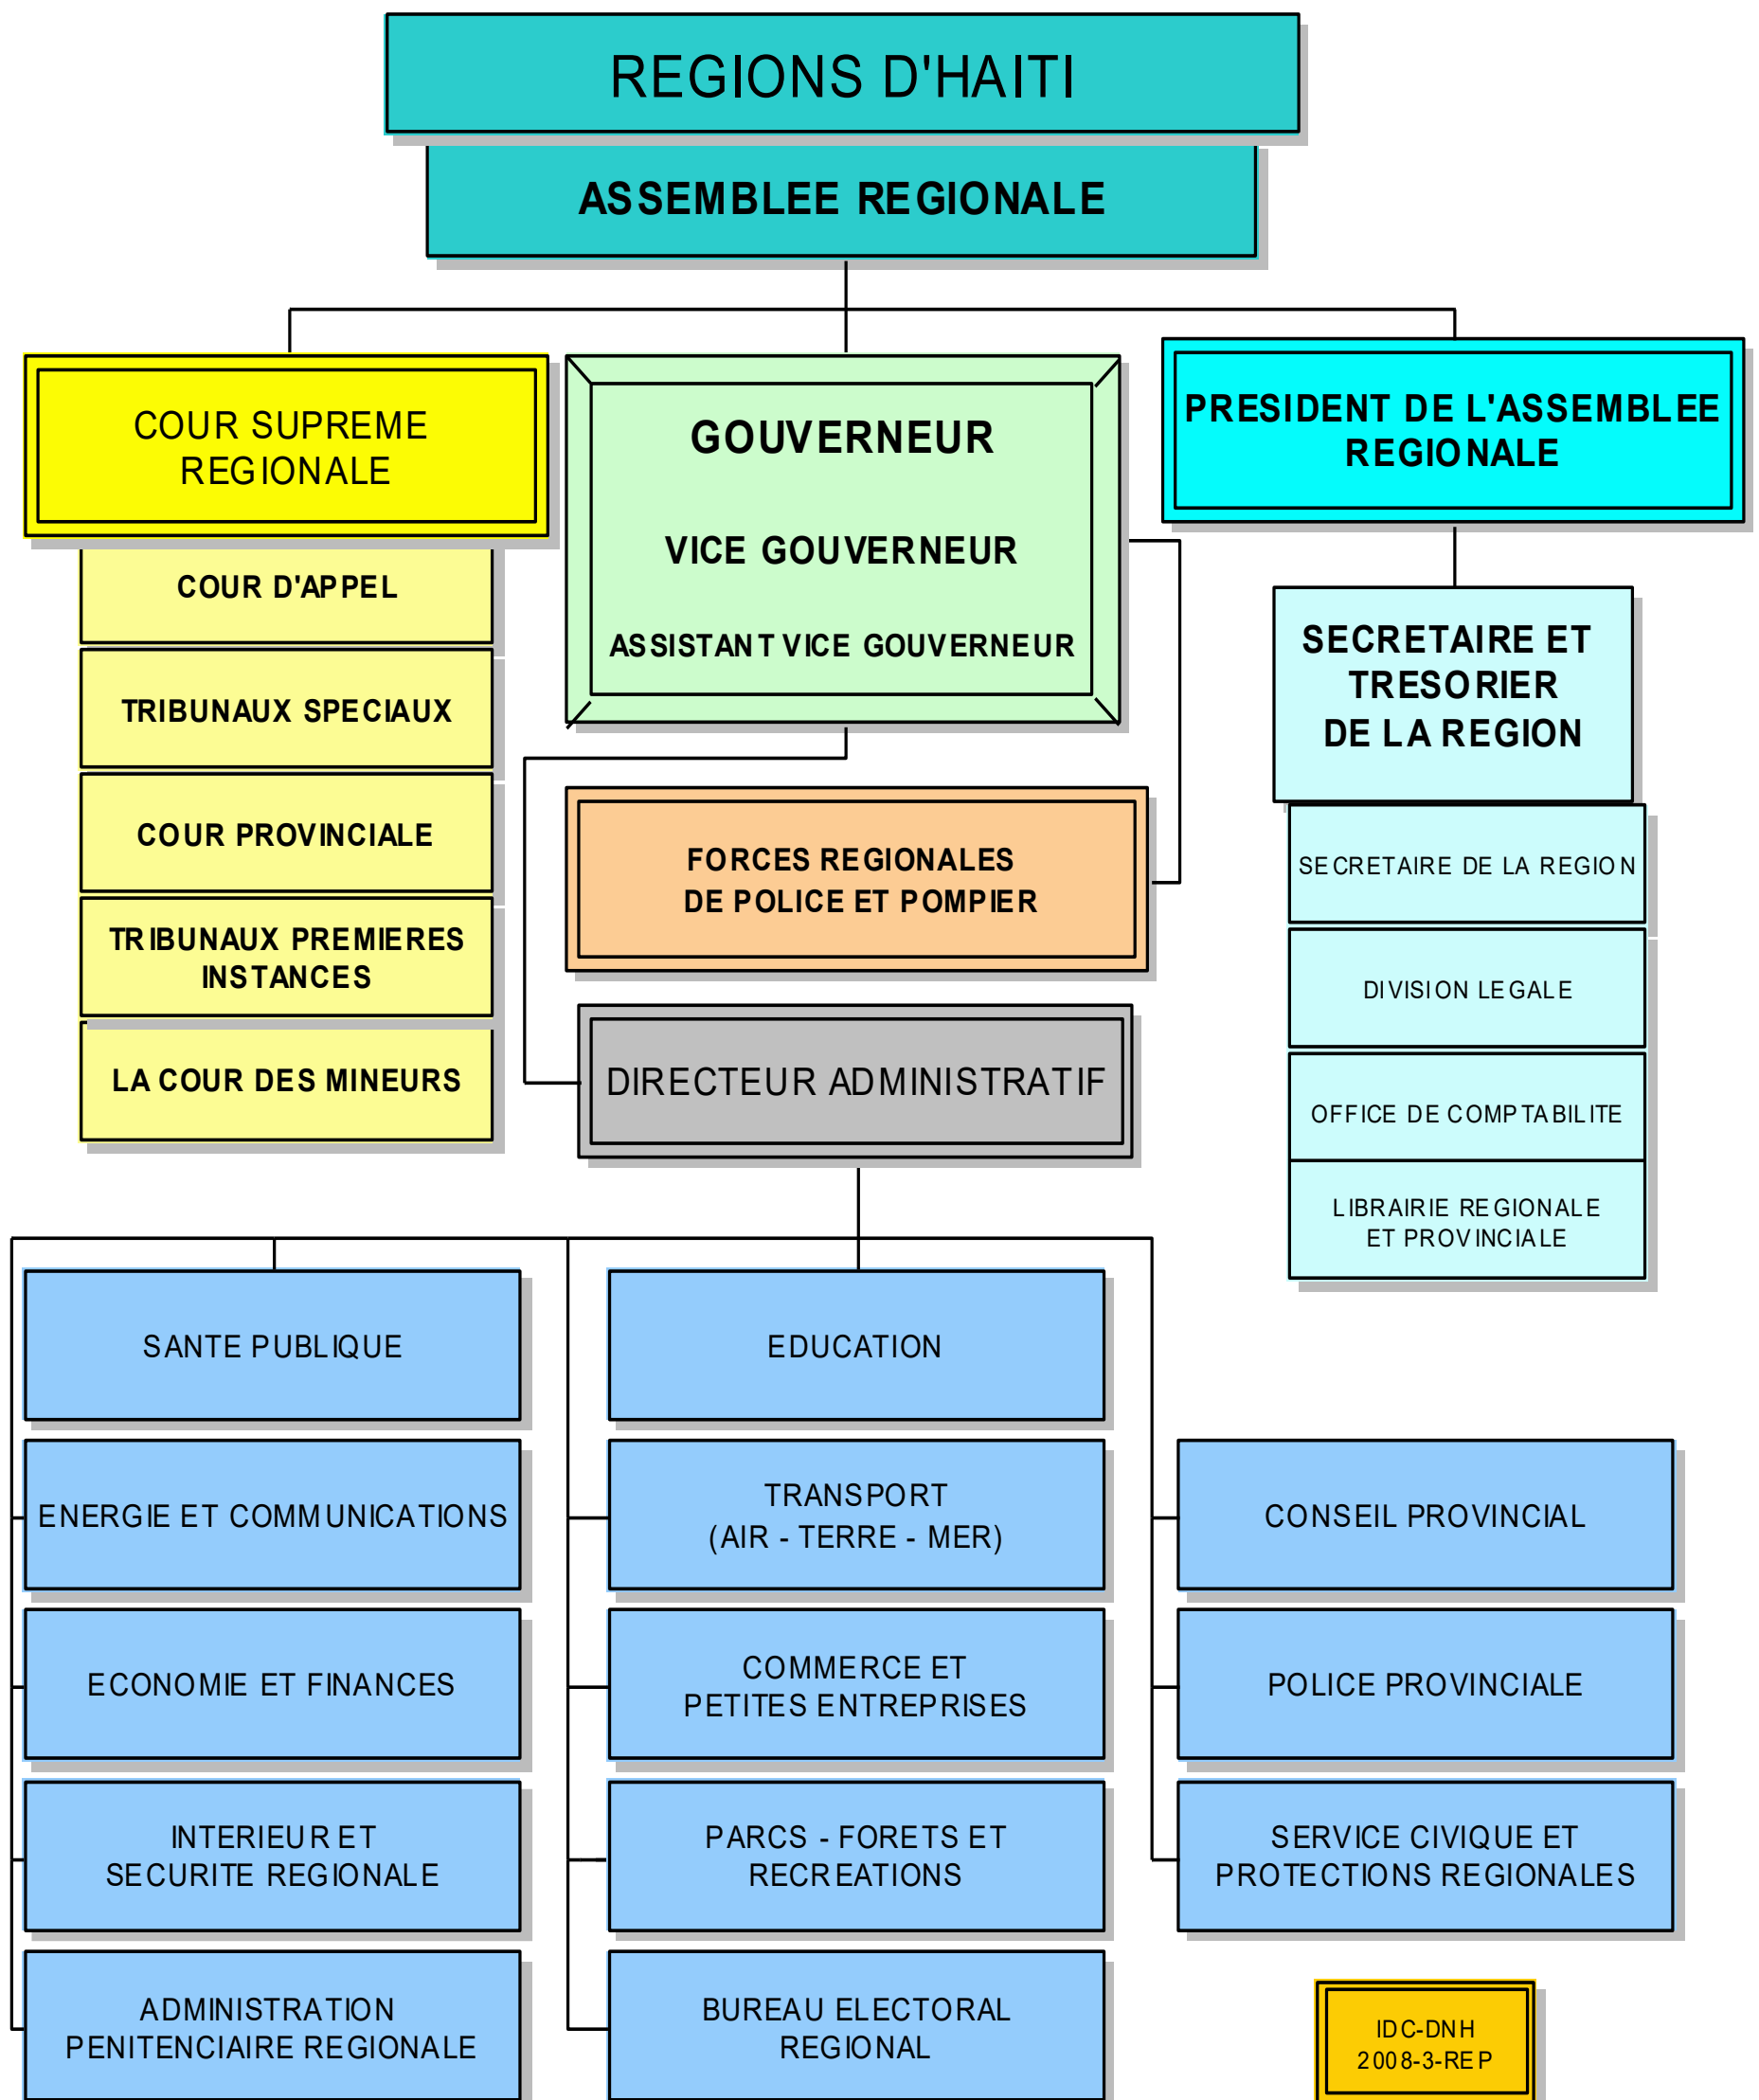 REGIONS D'HAITI
ASSEMBLEE REGIONALE
COUR SUPREME
REGIONALE
COUR D'APPEL
TRIBUNAUX SPECIAUX
COUR PROVINCIALE
TRIBUNAUX PREMIERES
INSTANCES
LA COUR DES MINEURS
GOUVERNEUR
VICE GOUVERNEUR
ASSISTANT VICE GOUVERNEUR
FORCES REGIONALES
DE POLICE ET POMPIER
DIRECTEUR ADMINISTRATIF
PRESIDENT DE L'ASSEMBLEE
REGIONALE
SECRETAIRE ET
TRESORIER
DE LA REGION
SECRETAIRE DE LA REGION
DIVISION LEGALE
OFFICE DE COMPTABILITE
LIBRAIRIE REGIONALE
ET PROVINCIALE
SANTE PUBLIQUE
ENERGIE ET COMMUNICATIONS
ECONOMIE ET FINANCES
INTERIEUR ET
SECURITE REGIONALE
ADMINISTRATION
PENITENCIAIRE REGIONALE
EDUCATION
TRANSPORT
(AIR - TERRE - MER)
COMMERCE ET
PETITES ENTREPRISES
PARCS - FORETS ET
RECREATIONS
BUREAU ELECTORAL
REGIONAL
CONSEIL PROVINCIAL
POLICE PROVINCIALE
SERVICE CIVIQUE ET
PROTECTIONS REGIONALES
IDC-DNH
2008-3-REP